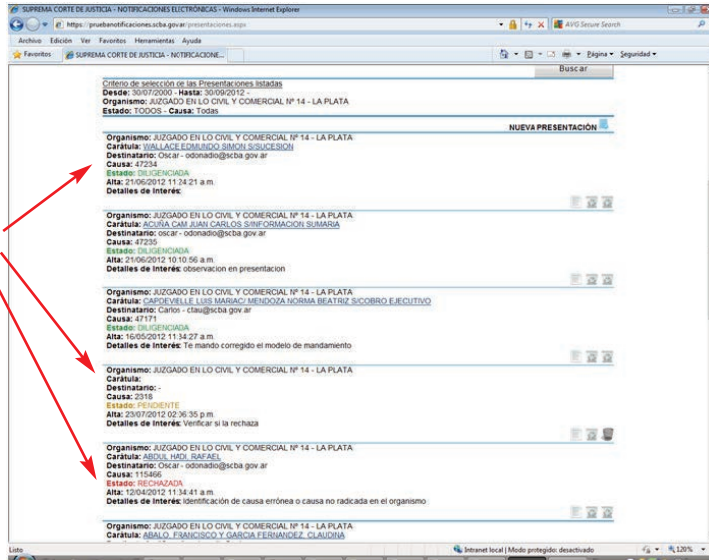 SUPREMA CORTE DE JUSTICIA - NOTIFICACIONES ELECTRÓNICAS - Windows Internet Explorer
https://pruebanotificaciones.scba.gov.ar/presentaciones.aspx
AVG Secure Search
Archivo Edición Ver Favoritos Herramientas Ayuda
Favoritos SUPREMA CORTE DE JUSTICIA - NOTIFICACIONE... Página Seguridad
Buscar
Criterio de selección de las Presentaciones listadas
Desde: 30/07/2000 - Hasta: 30/09/2012 -
Organismo: JUZGADO EN LO CIVIL Y COMERCIAL Nº 14 - LA PLATA
Estado: TODOS - Causa: Todas
NUEVA PRESENTACIÓN
Organismo: JUZGADO EN LO CIVIL Y COMERCIAL Nº 14 - LA PLATA
Carátula: WALLACE EDMUNDO SIMON S/SUCESION
Destinatario: Oscar - odonadio@scba.gov.ar
Causa: 47234
Estado: DILIGENCIADA
Alta: 21/06/2012 11:24:21 a.m.
Detalles de Interés:
Organismo: JUZGADO EN LO CIVIL Y COMERCIAL Nº 14 - LA PLATA
Carátula: ACUÑA CAM JUAN CARLOS S/INFORMACION SUMARIA
Destinatario: oscar - odonadio@scba.gov.ar
Causa: 47235
Estado: DILIGENCIADA
Alta: 21/06/2012 10:10:56 a.m.
Detalles de Interés: observacion en presentacion
Organismo: JUZGADO EN LO CIVIL Y COMERCIAL Nº 14 - LA PLATA
Carátula: CAPDEVIELLE LUIS MARIAC/ MENDOZA NORMA BEATRIZ S/COBRO EJECUTIVO
Destinatario: Carlos - ctau@scba.gov.ar
Causa: 47171
Estado: DILIGENCIADA
Alta: 16/05/2012 11:34:27 a.m.
Detalles de Interés: Te mando corregido el modelo de mandamiento
Organismo: JUZGADO EN LO CIVIL Y COMERCIAL Nº 14 - LA PLATA
Carátula:
Destinatario: -
Causa: 2318
Estado: PENDIENTE
Alta: 23/07/2012 02:36:35 p.m.
Detalles de Interés: Verificar si la rechaza
Organismo: JUZGADO EN LO CIVIL Y COMERCIAL Nº 14 - LA PLATA
Carátula: ABDUL HADI, RAFAEL
Destinatario: Oscar - odonadio@scba.gov.ar
Causa: 115466
Estado: RECHAZADA
Alta: 12/04/2012 11:34:41 a.m.
Detalles de Interés: Identificación de causa errónea o causa no radicada en el organismo
Organismo: JUZGADO EN LO CIVIL Y COMERCIAL Nº 14 - LA PLATA
Carátula: ABALO, FRANCISCO Y GARCIA FERNANDEZ, CLAUDINA
Listo Intranet local | Modo protegido: desactivado 120%